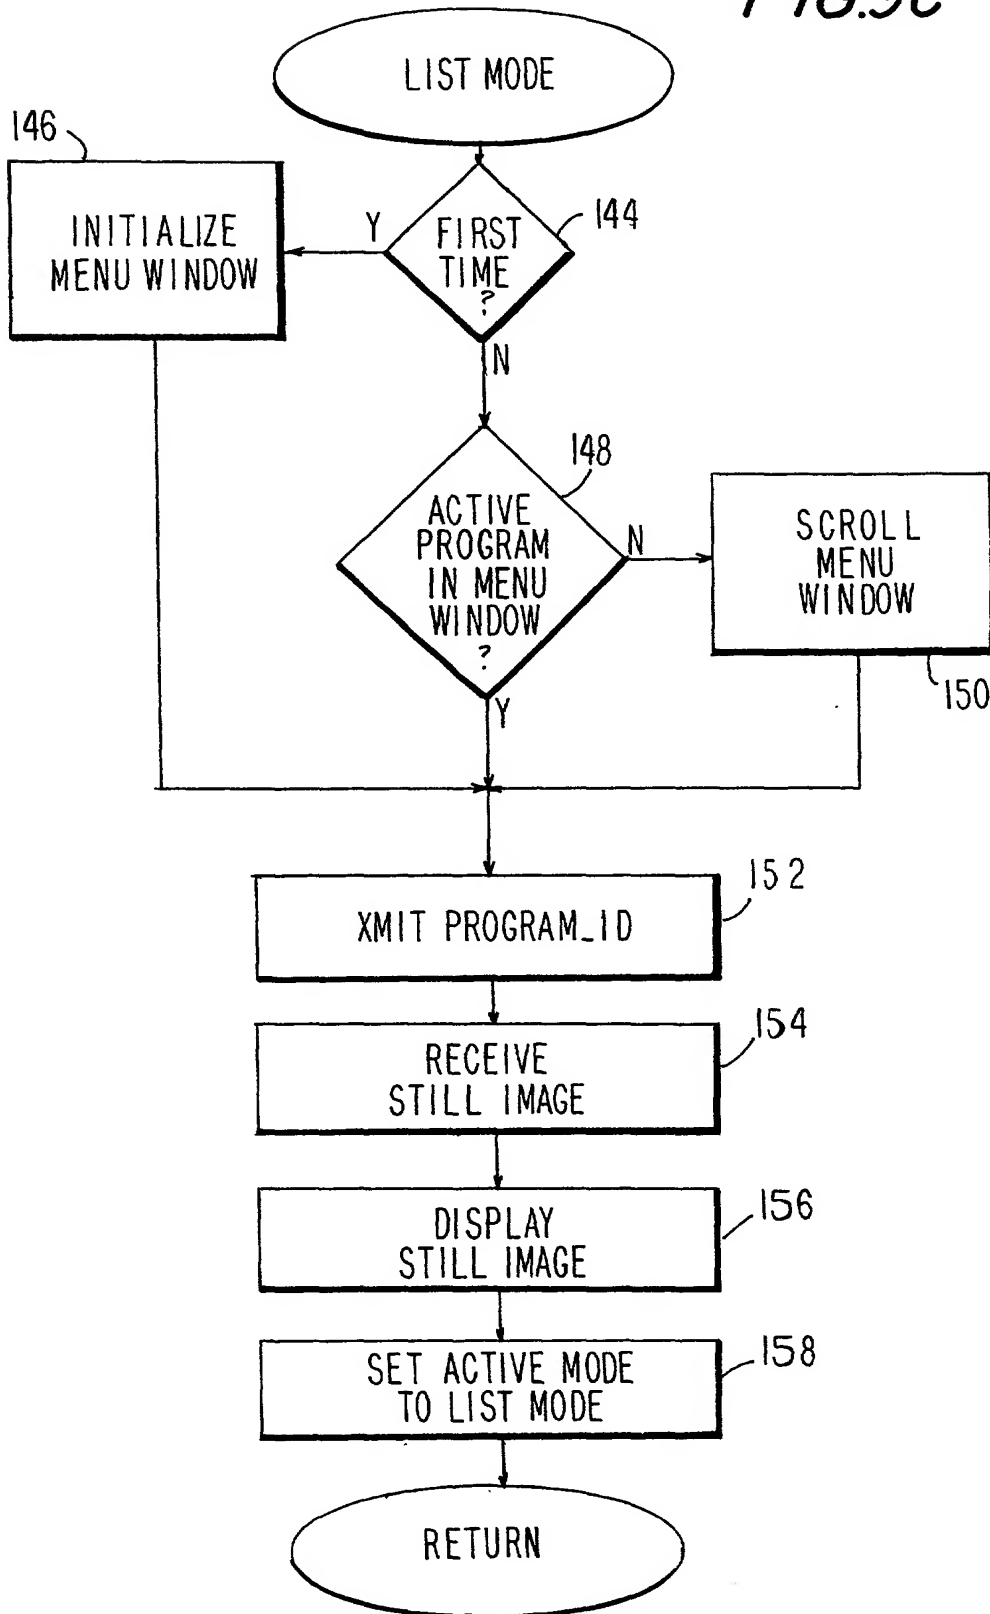 LIST MODE
146
144
INITIALIZE
MENU WINDOW
Y
FIRST
TIME
?
N
148
ACTIVE
PROGRAM
IN MENU
WINDOW
?
N
SCROLL
MENU
WINDOW
150
Y
152
XMIT PROGRAM_ID
154
RECEIVE
STILL IMAGE
156
DISPLAY
STILL IMAGE
158
SET ACTIVE MODE
TO LIST MODE
RETURN